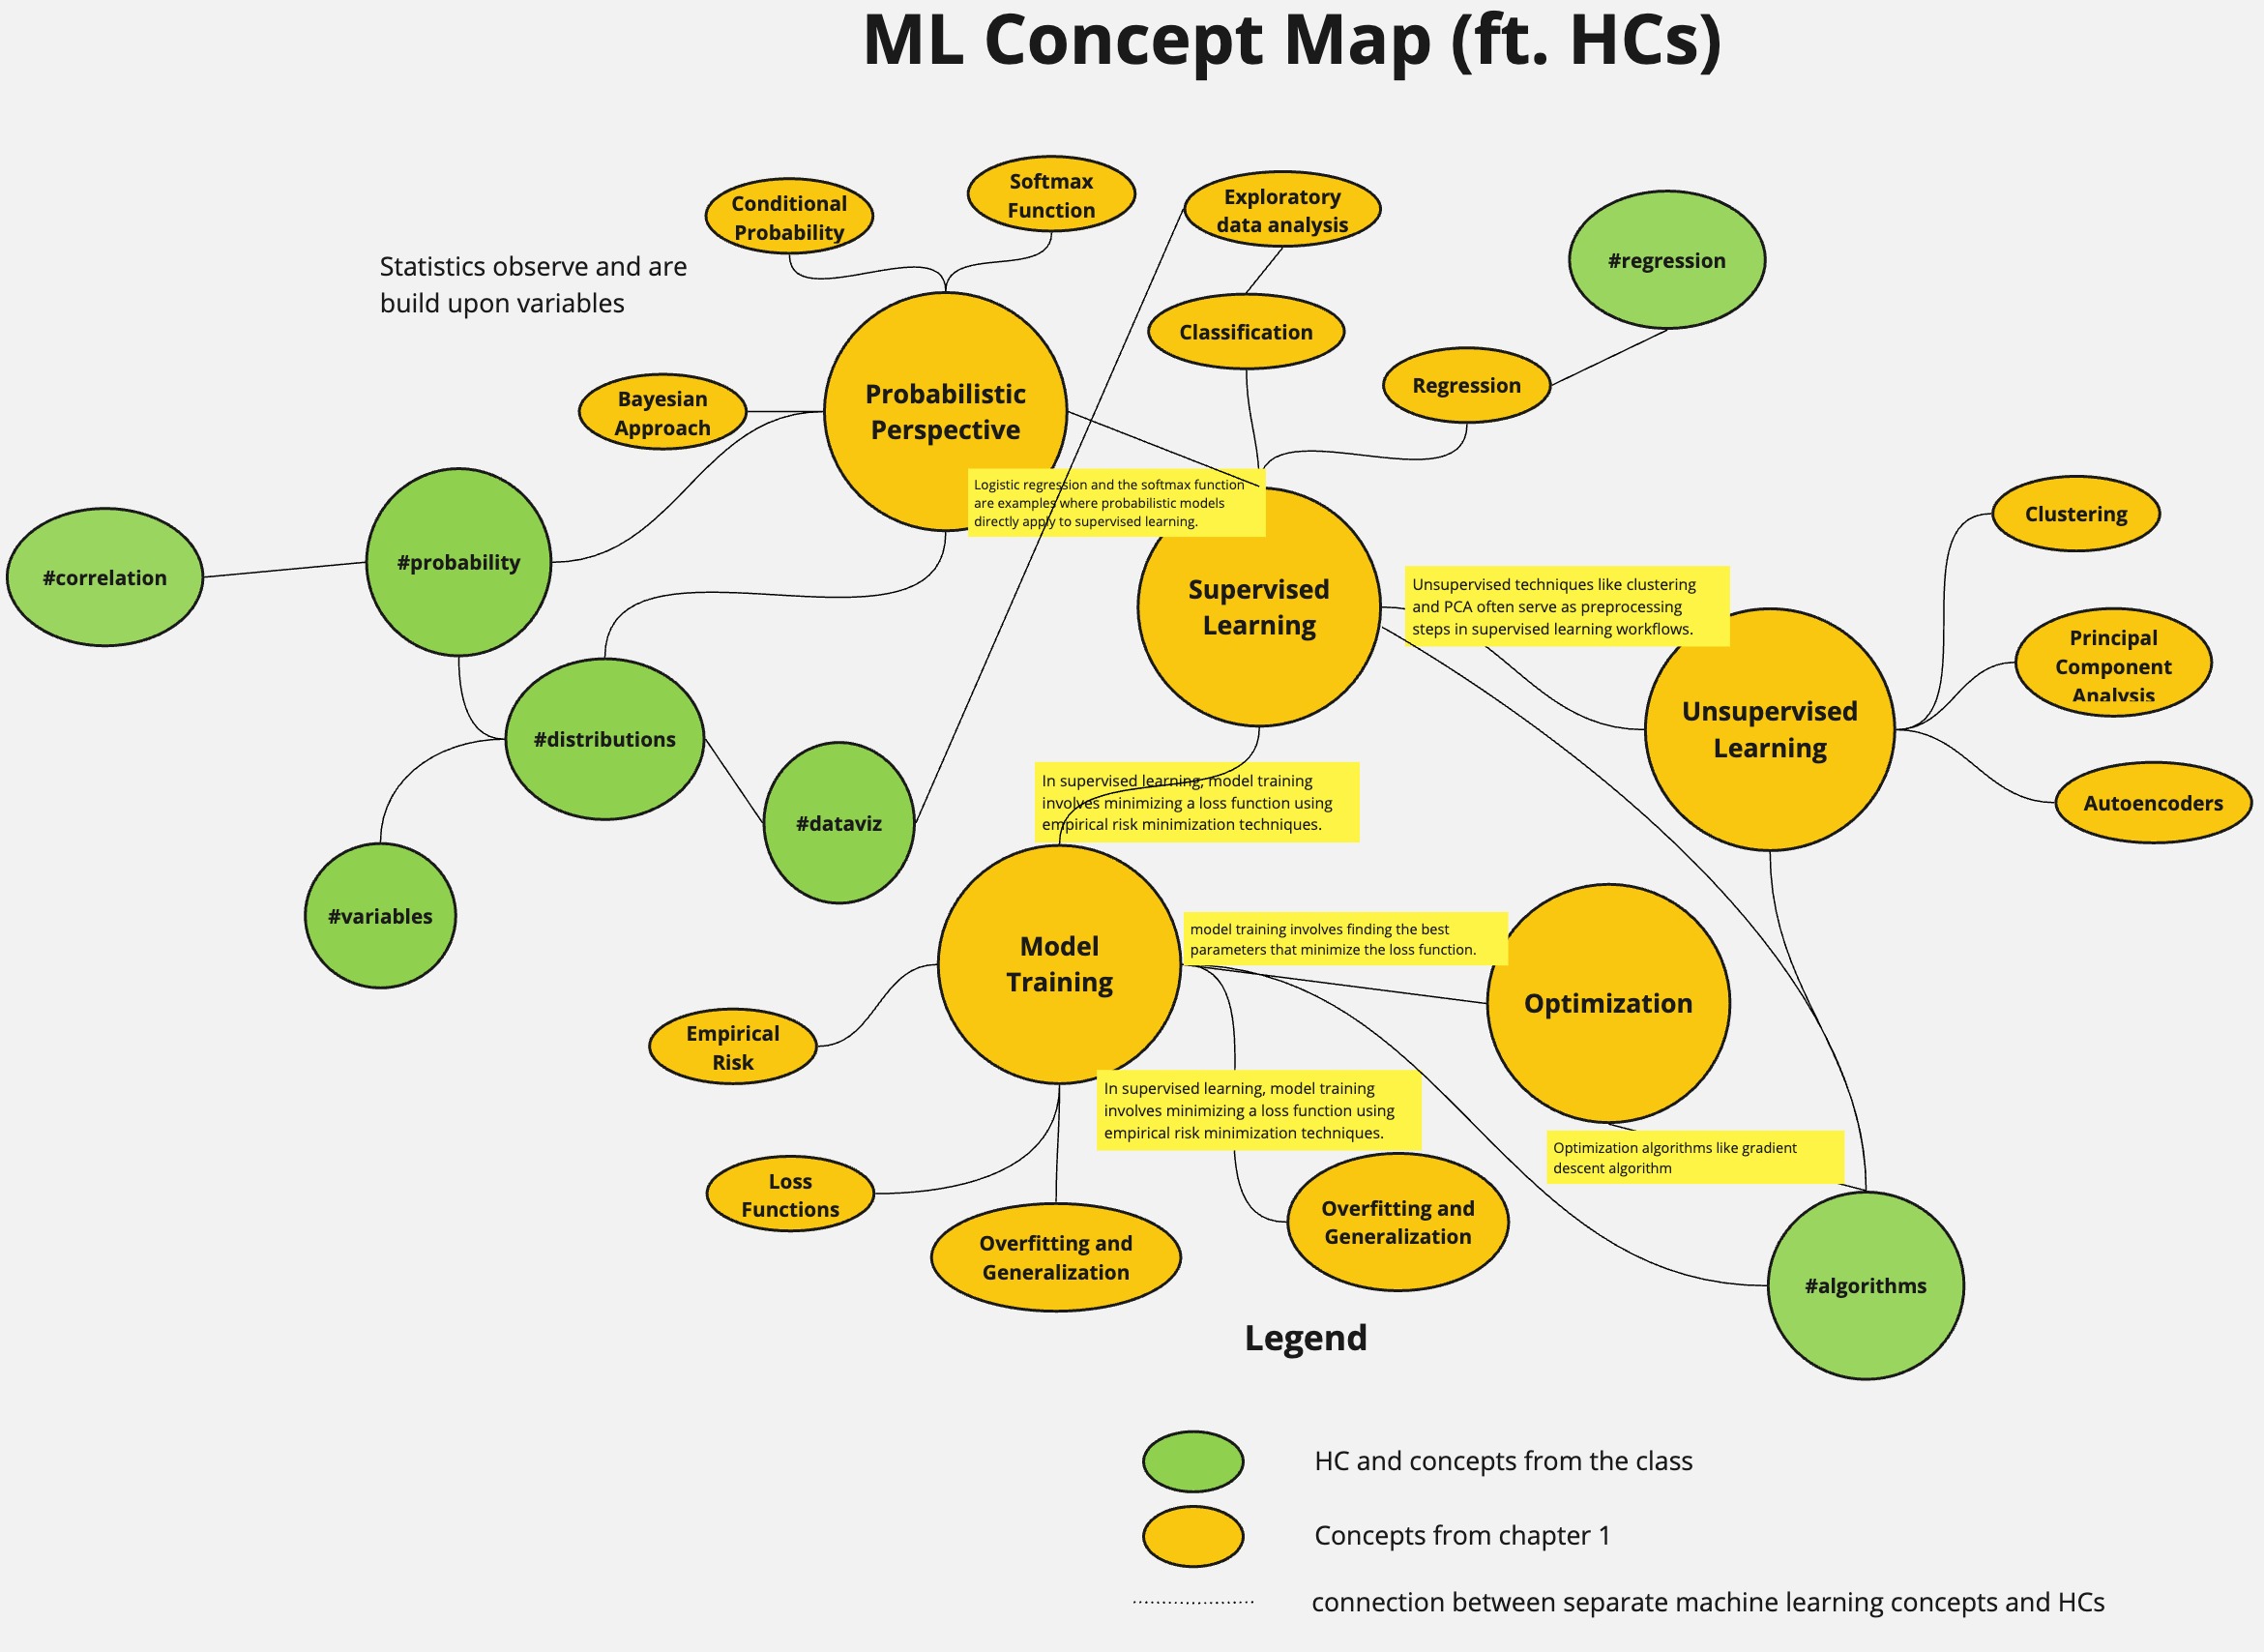 ML Concept Map (ft. HCs)
Conditional
Probability
Softmax
Function
Exploratory
data analysis
#regression
Statistics observe and are
build upon variables
Classification
Regression
Probabilistic
Perspective
Bayesian
Approach
Logistic regression and the softmax function
are examples where probabilistic models
directly apply to supervised learning.
Clustering
#correlation
#probability
Supervised
Learning
Unsupervised techniques like clustering
and PCA often serve as preprocessing
steps in supervised learning workflows.
Principal
Component
Analysis
Unsupervised
Learning
#distributions
#dataviz
Autoencoders
In supervised learning, model training
involves minimizing a loss function using
empirical risk minimization techniques.
#variables
Model
Training
model training involves finding the best
parameters that minimize the loss function.
Optimization
Empirical
Risk
In supervised learning, model training
involves minimizing a loss function using
empirical risk minimization techniques.
Optimization algorithms like gradient
descent algorithm
Loss
Functions
Overfitting and
Generalization
Overfitting and
Generalization
#algorithms
Legend
HC and concepts from the class
Concepts from chapter 1
connection between separate machine learning concepts and HCs